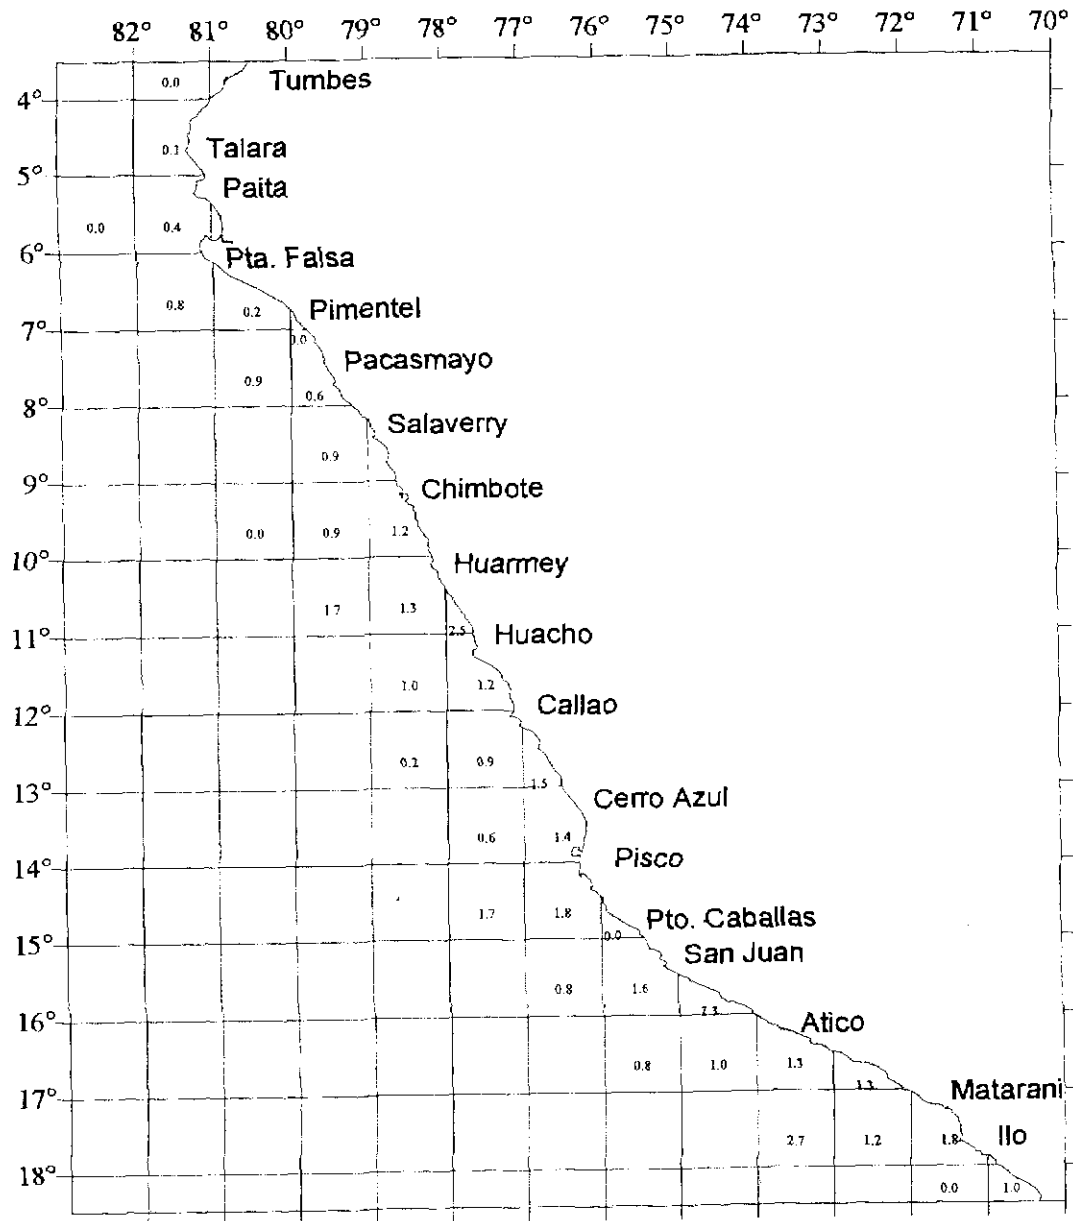 82° 81° 80° 79° 78° 77° 76° 75° 74° 73° 72° 71° 70°
0.0 Tumbes
4°
0.1 Talara
5°
Paita
0.0 0.4
6° Pta. Falsa
0.8 0.2 Pimentel
7°
0.0
Pacasmayo
0.9 0.6
8°
Salaverry
0.9
9° Chimbote
0.0 0.9 1.2
10° Huarmey
1.7 1.3
2.5 Huacho
11°
1.0 1.2
Callao
12°
0.2 0.9
1.5
13° Cerro Azul
0.6 1.4
Pisco
14°
1.7 1.8 Pto. Caballas
0.0
15° San Juan
0.8 1.6
2.3
16° Atico
0.8 1.0 1.3
1.3
17° Matarani
2.7 1.2 1.8 Ilo
18°
0.0 1.0